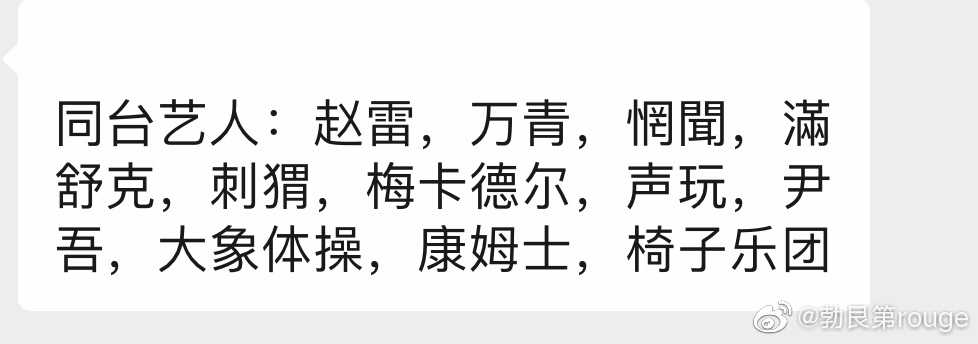 同台艺人：赵雷，万青，惘聞，滿
舒克，刺猬，梅卡德尔，声玩，尹
吾，大象体操，康姆士，椅子乐团
@勃艮第rouge